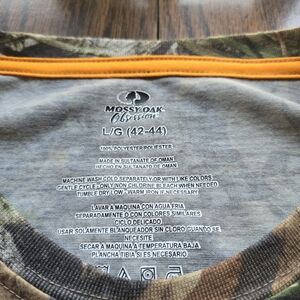 MOSSY OAK
Obsession
L/G (42-44)
100% POLYESTER/POLIESTER
MADE IN SULTANATE OF OMAN
HECHO EN SULTANATO DE OMAN
MACHINE WASH COLD SEPARATELY OR WITH LIKE COLORS
GENTLE CYCLE - ONLY NON CHLORINE BLEACH WHEN NEEDED
TUMBLE DRY LOW - WARM IRON IF NECESSARY
LAVAR A MAQUINA CON AGUA FRIA
SEPARADAMENTE O CON COLORES SIMILARES
CICLO DELICADO
USAR SOLAMENTE BLANQUEADOR SIN CLORO CUANDO SE
NECESITE
SECAR A MAQUINA A TEMPERATURA BAJA
PLANCHA TIBIA SI ES NECESARIO